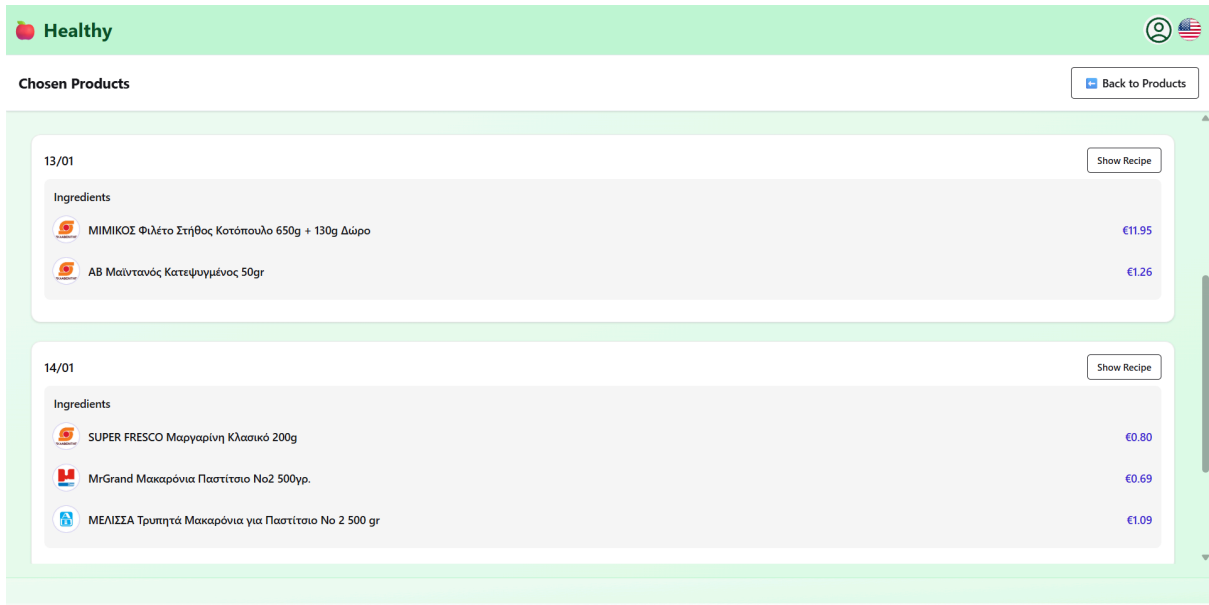 Healthy
Chosen Products
Back to Products
13/01
Show Recipe
Ingredients
ΜΙΜΙΚΟΣ Φιλέτο Στήθος Κοτόπουλο 650g + 130g Δώρο
€11.95
ΑΒ Μαϊντανός Κατεψυγμένος 50gr
€1.26
14/01
Show Recipe
Ingredients
SUPER FRESCO Μαργαρίνη Κλασικό 200g
€0.80
MrGrand Μακαρόνια Παστίτσιο Νο2 500γρ.
€0.69
ΜΕΛΙΣΣΑ Τρυπητά Μακαρόνια για Παστίτσιο Νο 2 500 gr
€1.09